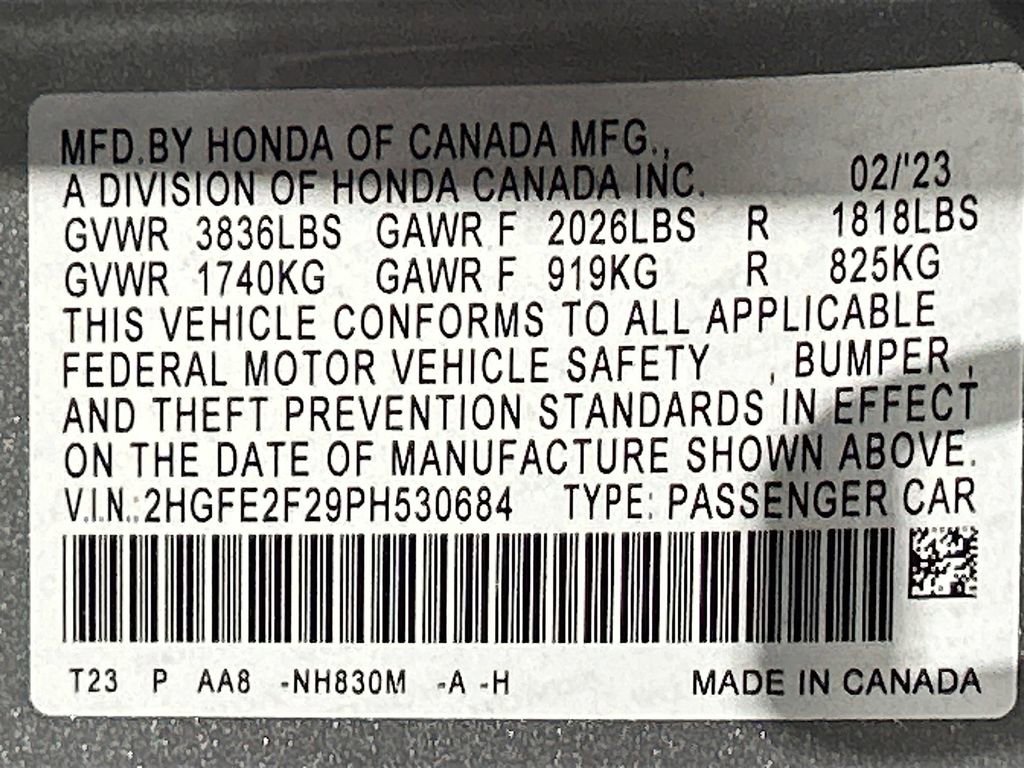 MFD.BY HONDA OF CANADA MFG.,
A DIVISION OF HONDA CANADA INC. 02/'23
GVWR 3836LBS GAWR F 2026LBS R 1818LBS
GVWR 1740KG GAWR F 919KG R 825KG
THIS VEHICLE CONFORMS TO ALL APPLICABLE
FEDERAL MOTOR VEHICLE SAFETY , BUMPER ,
AND THEFT PREVENTION STANDARDS IN EFFECT
ON THE DATE OF MANUFACTURE SHOWN ABOVE.
V.I.N.:2HGFE2F29PH530684 TYPE: PASSENGER CAR
T23 P AA8 -NH830M -A -H MADE IN CANADA